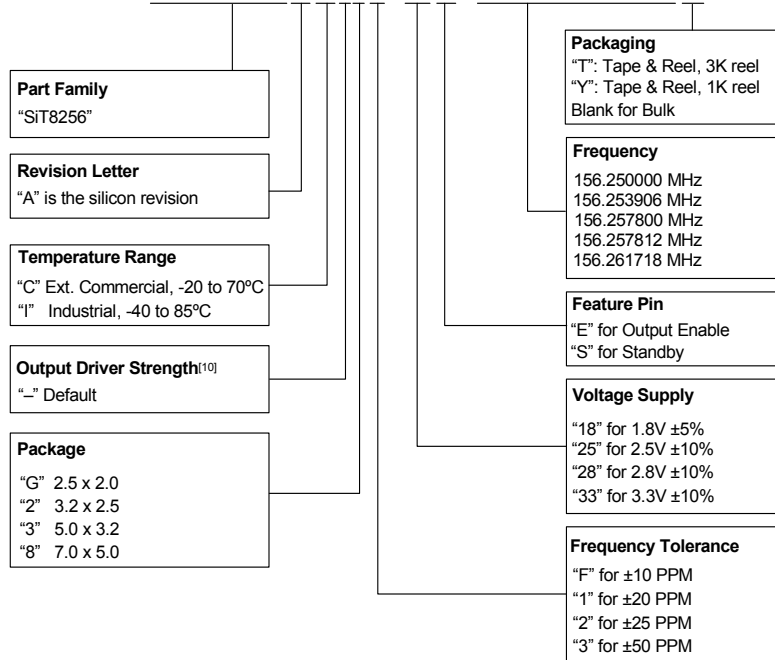 Part Family
“SiT8256”
Revision Letter
“A” is the silicon revision
Temperature Range
“C” Ext. Commercial, -20 to 70ºC
“I” Industrial, -40 to 85ºC
Output Driver Strength[10]
“–” Default
Package
“G” 2.5 x 2.0
“2” 3.2 x 2.5
“3” 5.0 x 3.2
“8” 7.0 x 5.0
Packaging
“T”: Tape & Reel, 3K reel
“Y”: Tape & Reel, 1K reel
Blank for Bulk
Frequency
156.250000 MHz
156.253906 MHz
156.257800 MHz
156.257812 MHz
156.261718 MHz
Feature Pin
“E” for Output Enable
“S” for Standby
Voltage Supply
“18” for 1.8V ±5%
“25” for 2.5V ±10%
“28” for 2.8V ±10%
“33” for 3.3V ±10%
Frequency Tolerance
“F” for ±10 PPM
“1” for ±20 PPM
“2” for ±25 PPM
“3” for ±50 PPM